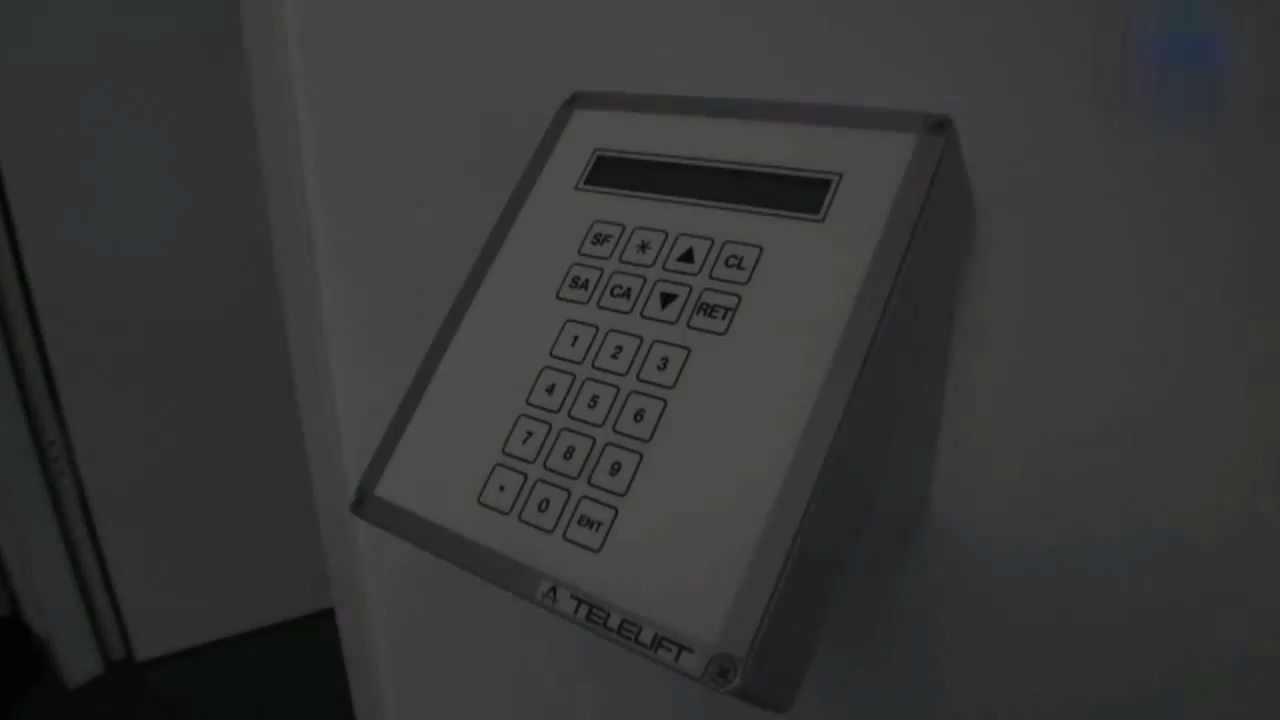 SF * ▲ CL
SA CA ▼ RET
1 2 3
4 5 6
7 8 9
. 0 ENT
TELELIFT